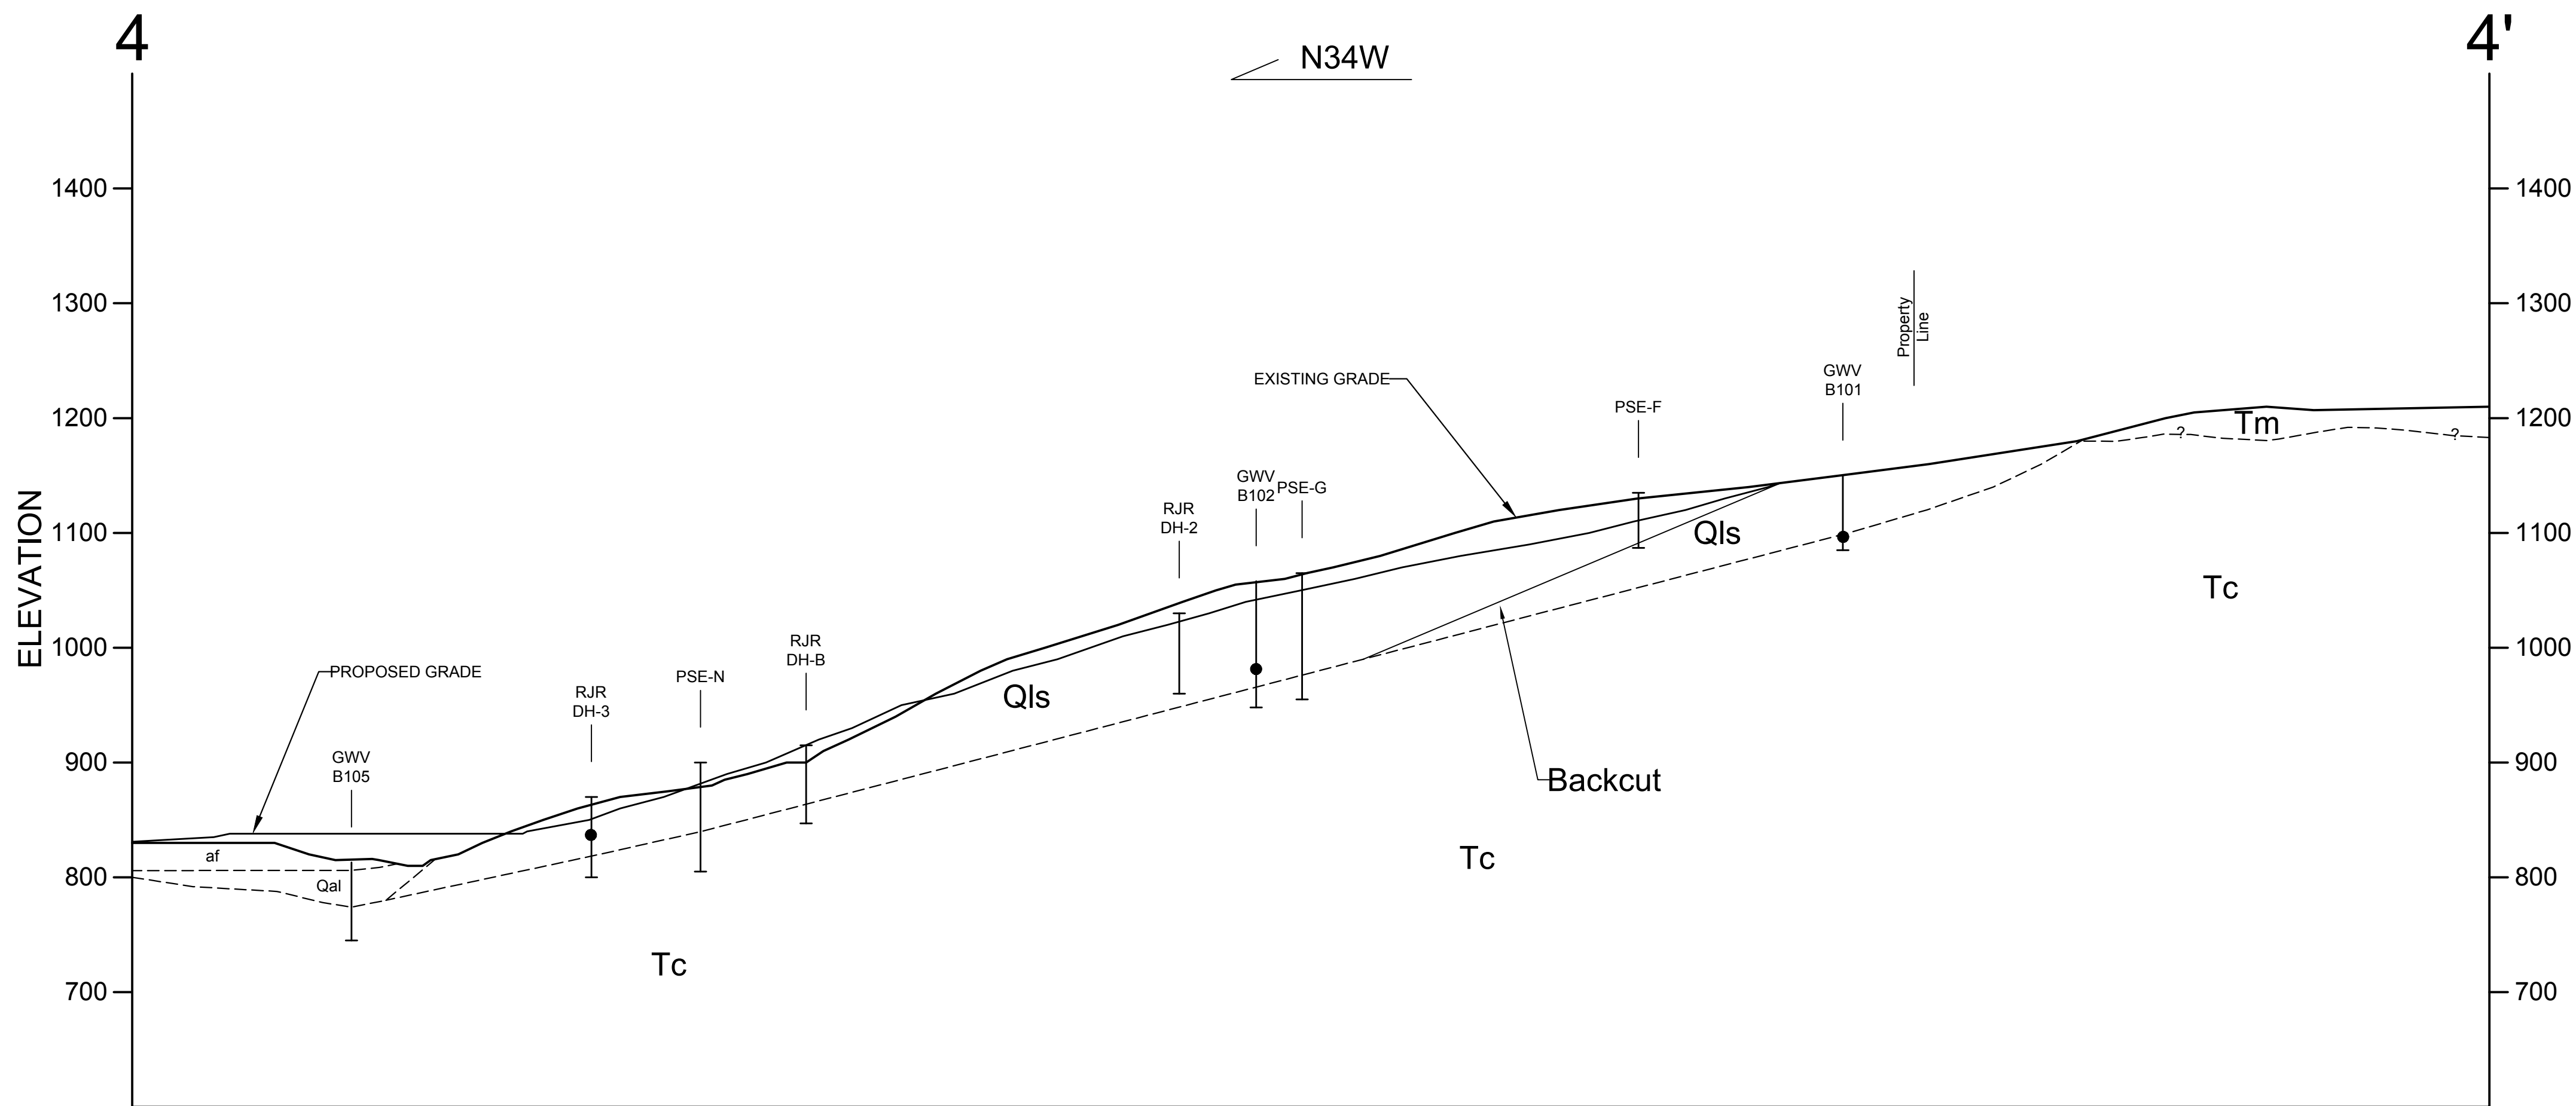 4
4'
N34W
1400
1400
1300
1300
Property
Line
GWV
B101
EXISTING GRADE
PSE-F
1200
1200
Tm
?
?
GWV
B102
PSE-G
RJR
DH-2
ELEVATION
1100
1100
Qls
Tc
1000
1000
RJR
DH-B
PROPOSED GRADE
PSE-N
RJR
DH-3
Qls
900
900
GWV
B105
Backcut
af
Tc
800
800
Qal
Tc
700
700